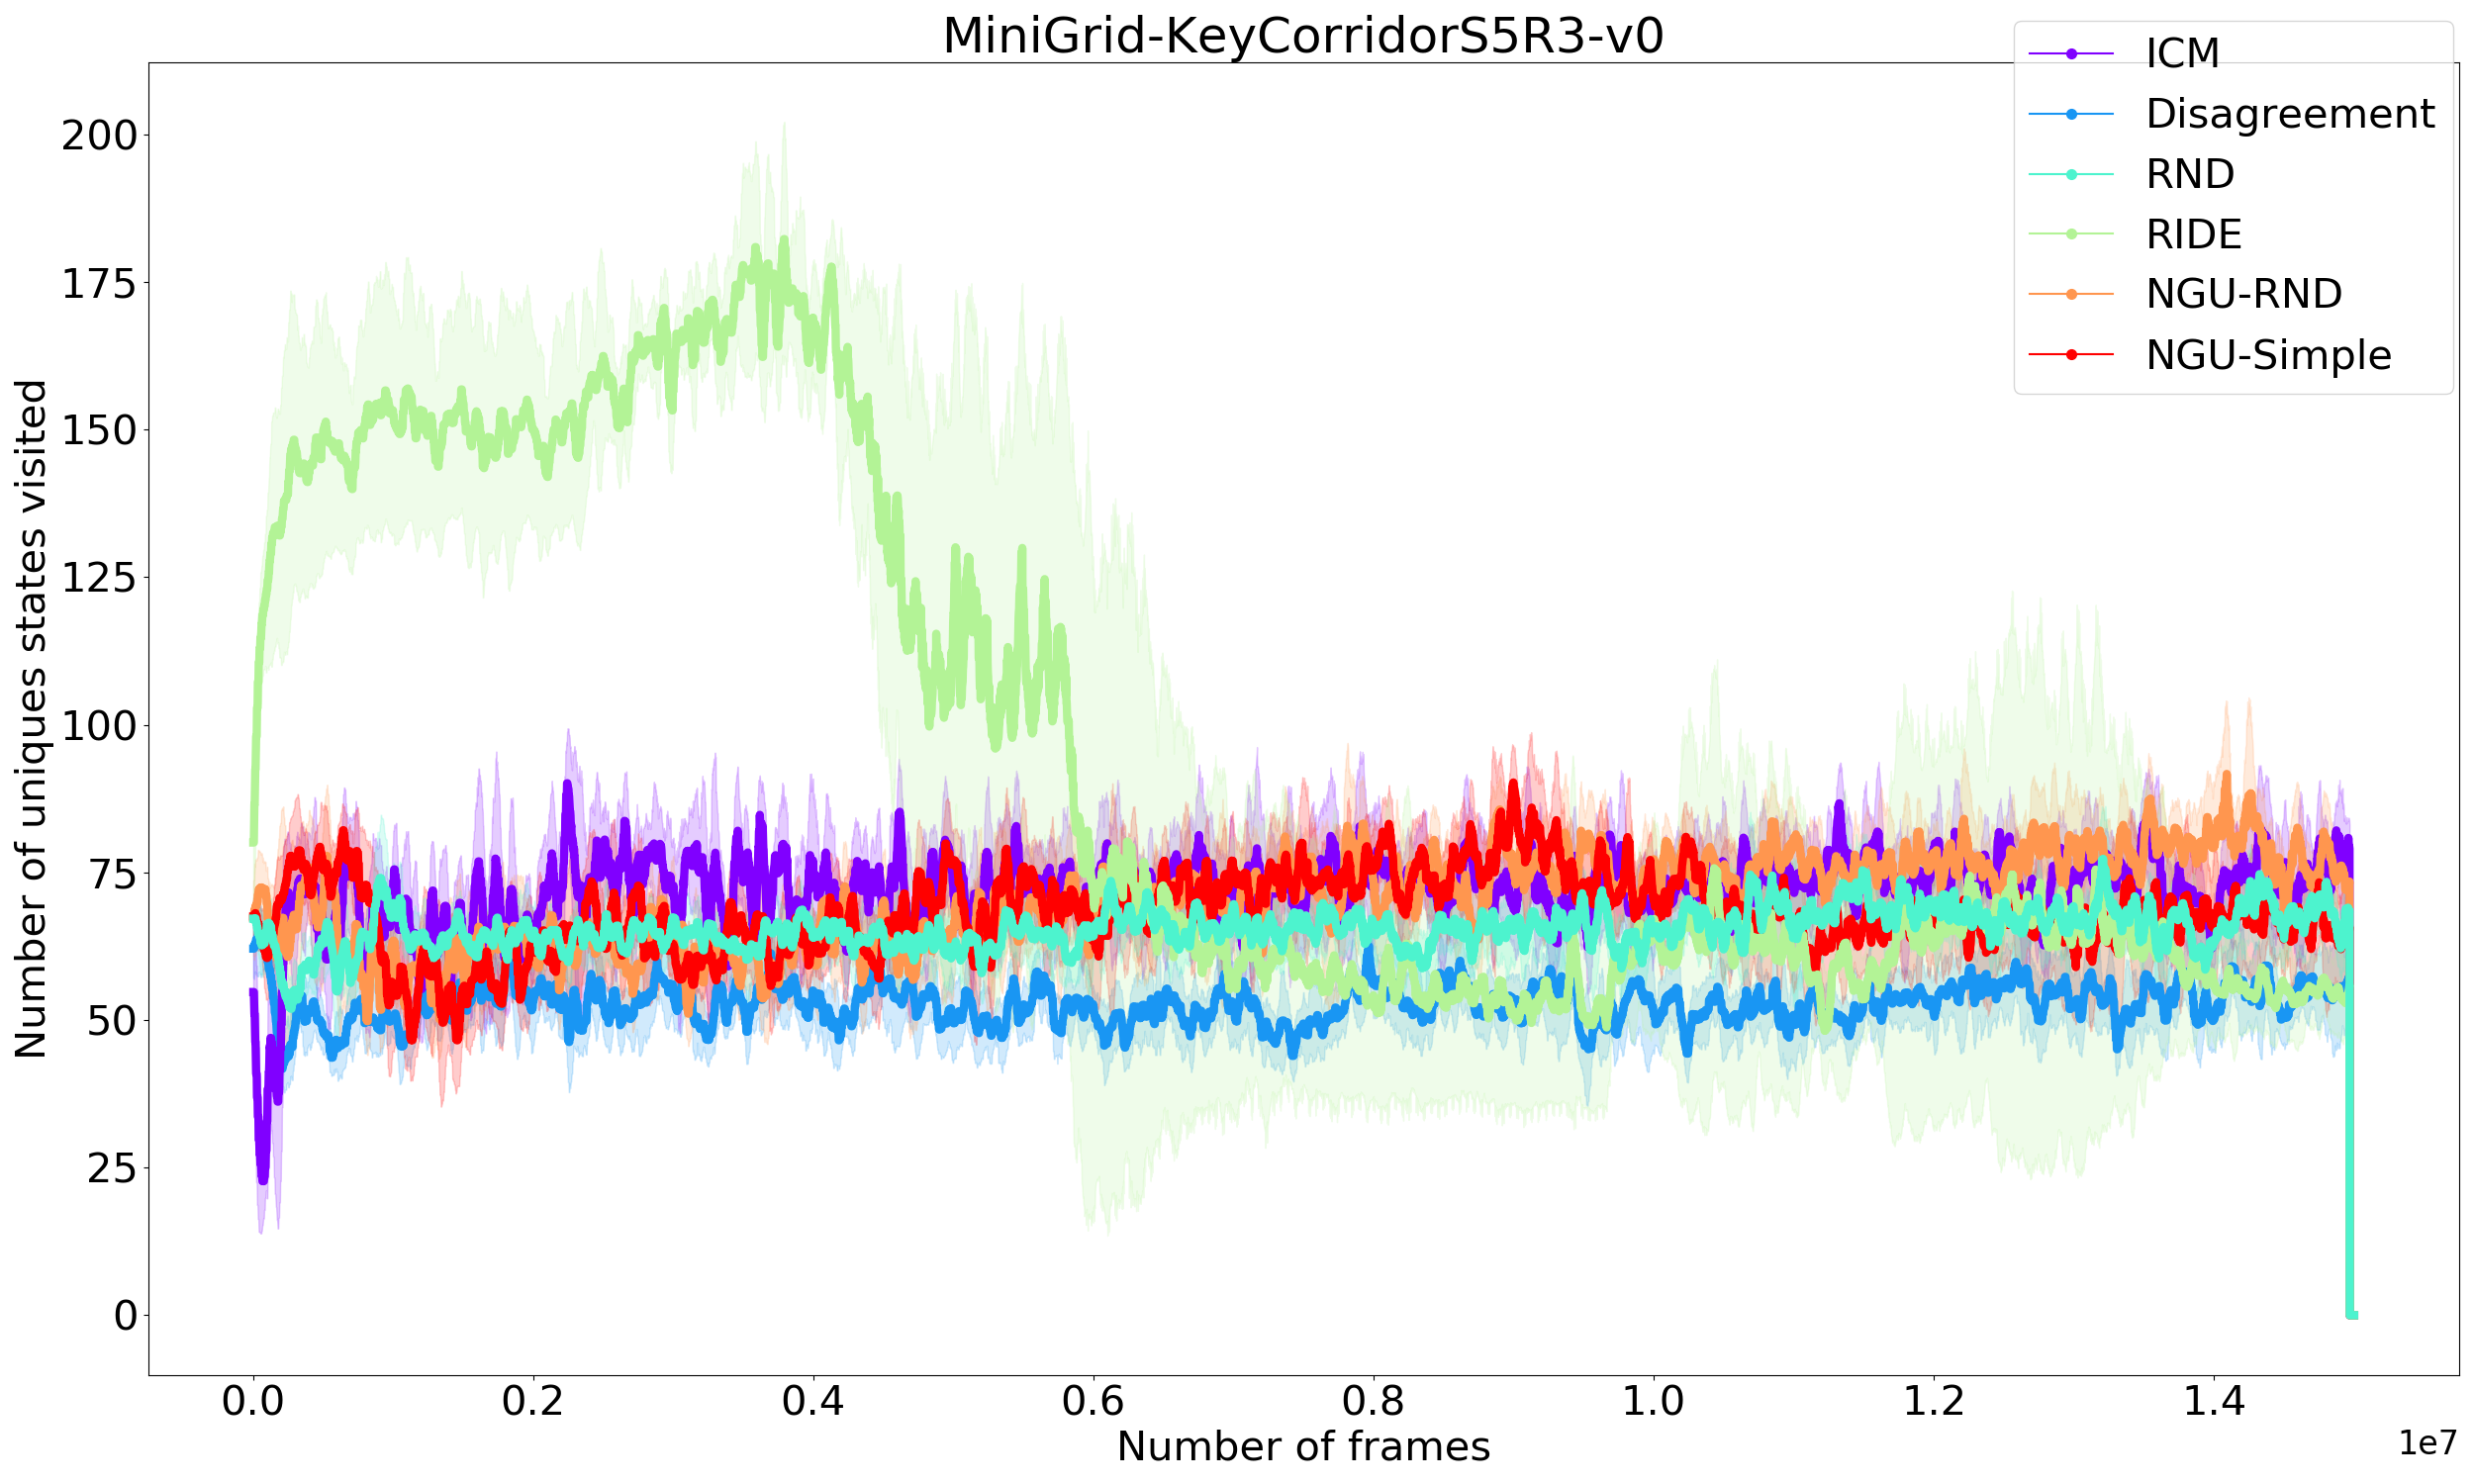 MiniGrid-KeyCorridorS5R3-v0
ICM
Disagreement
RND
RIDE
NGU-RND
NGU-Simple
Number of uniques states visited
200
175
150
125
100
75
50
25
0
0.0 0.2 0.4 0.6 0.8 1.0 1.2 1.4
1e7
Number of frames